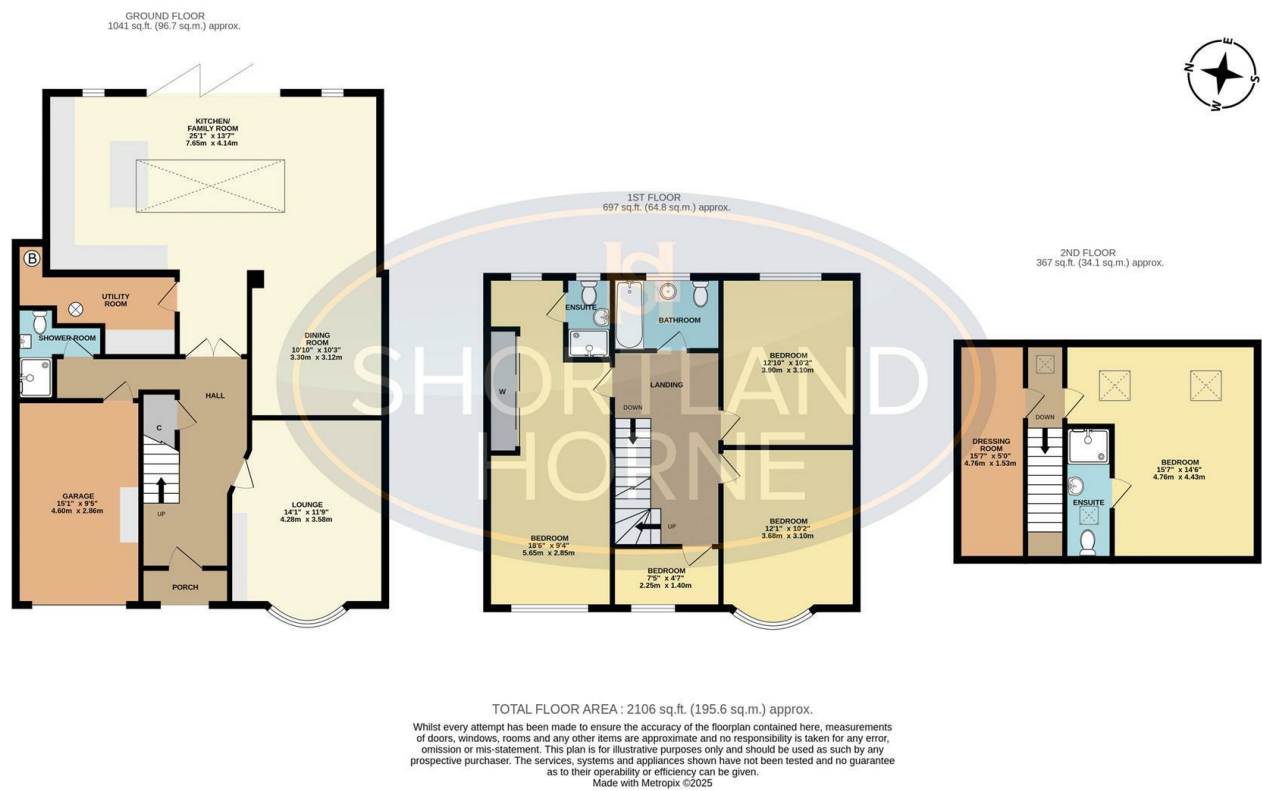 GROUND FLOOR
1041 sq.ft. (96.7 sq.m.) approx.
KITCHEN/
FAMILY ROOM
25'1" x 13'7"
7.65m x 4.14m
B
UTILITY
ROOM
SHOWER ROOM
DINING
ROOM
10'10" x 10'3"
3.30m x 3.12m
HALL
C
GARAGE
15'1" x 9'5"
4.60m x 2.86m
UP
LOUNGE
14'1" x 11'9"
4.28m x 3.58m
PORCH
1ST FLOOR
697 sq.ft. (64.8 sq.m.) approx.
ENSUITE
BATHROOM
BEDROOM
12'10" x 10'2"
3.90m x 3.10m
W
LANDING
DOWN
BEDROOM
18'6" x 9'4"
5.65m x 2.85m
UP
BEDROOM
12'1" x 10'2"
3.68m x 3.10m
BEDROOM
7'5" x 4'7"
2.25m x 1.40m
SHORTLAND
HORNE
N
E
S
W
2ND FLOOR
367 sq.ft. (34.1 sq.m.) approx.
DOWN
DRESSING
ROOM
15'7" x 5'0"
4.76m x 1.53m
BEDROOM
15'7" x 14'6"
4.76m x 4.43m
ENSUITE
TOTAL FLOOR AREA : 2106 sq.ft. (195.6 sq.m.) approx.
Whilst every attempt has been made to ensure the accuracy of the floorplan contained here, measurements
of doors, windows, rooms and any other items are approximate and no responsibility is taken for any error,
omission or mis-statement. This plan is for illustrative purposes only and should be used as such by any
prospective purchaser. The services, systems and appliances shown have not been tested and no guarantee
as to their operability or efficiency can be given.
Made with Metropix ©2025